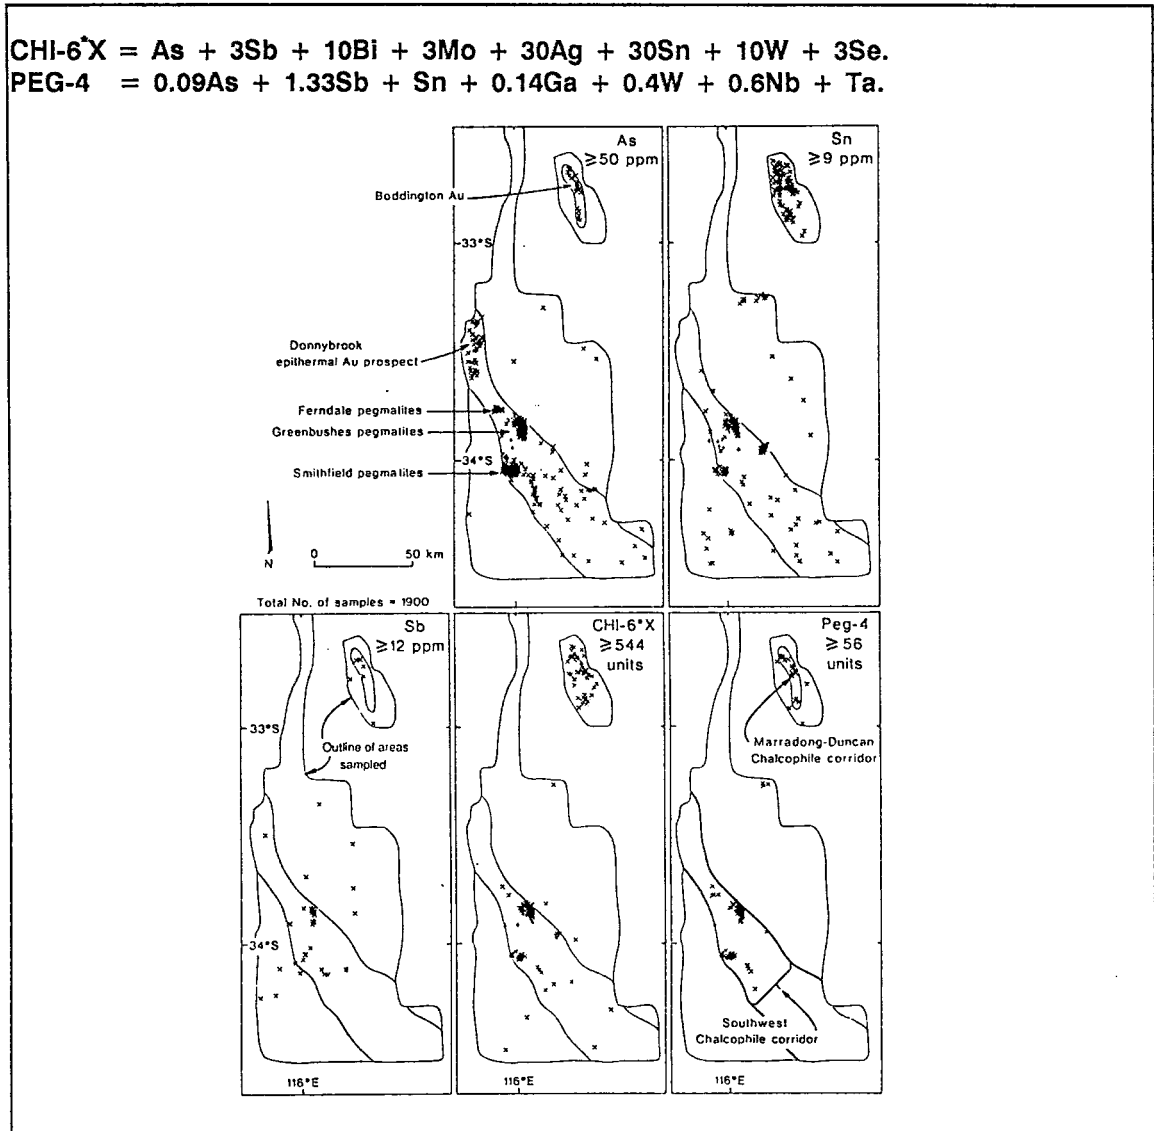 CHI-6*X = As + 3Sb + 10Bi + 3Mo + 30Ag + 30Sn + 10W + 3Se.
PEG-4 = 0.09As + 1.33Sb + Sn + 0.14Ga + 0.4W + 0.6Nb + Ta.
As
≥50 ppm
Boddington Au
33°S
Donnybrook
epithermal Au prospect
Ferndale pegmatites
Greenbushes pegmatites
34°S
Smithfield pegmatites
N
0 50 km
Total No. of samples = 1900
Sn
≥9 ppm
Sb
≥12 ppm
33°S
Outline of areas
sampled
34°S
116°E
CHI-6*X
≥544
units
116°E
Peg-4
≥56
units
Marradong-Duncan
Chalcophile corridor
Southwest
Chalcophile corridor
116°E